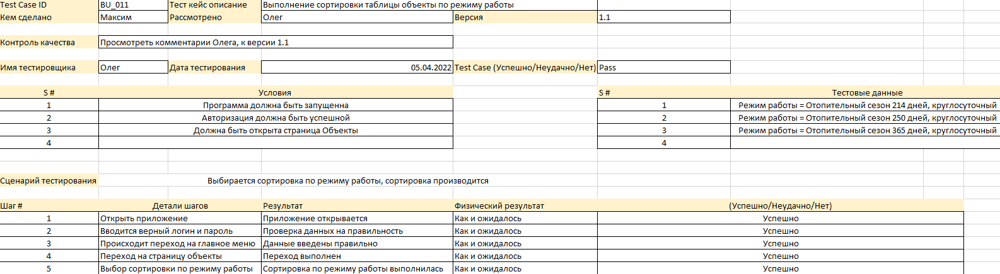 Test Case ID BU_011 Тест кейс описание Выполнение сортировки таблицы объекты по режиму работы
Кем сделано Максим Рассмотрено Олег Версия 1.1
Контроль качества Просмотреть комментарии Олега, к версии 1.1
Имя тестировщика Олег Дата тестирования 05.04.2022 Test Case (Успешно/Неудачно/Нет) Pass
S # Условия S # Тестовые данные
1 Программа должна быть запущенна 1 Режим работы = Отопительный сезон 214 дней, круглосуточный
2 Авторизация должна быть успешной 2 Режим работы = Отопительный сезон 250 дней, круглосуточный
3 Должна быть открыта страница Объекты 3 Режим работы = Отопительный сезон 365 дней, круглосуточный
4 4
Сценарий тестирования Выбирается сортировка по режиму работы, сортировка производится
Шаг # Детали шагов Результат Физический результат (Успешно/Неудачно/Нет)
1 Открыть приложение Приложение открывается Как и ожидалось Успешно
2 Вводится верный логин и пароль Проверка данных на правильность Как и ожидалось Успешно
3 Происходит переход на главное меню Данные введены правильно Как и ожидалось Успешно
4 Переход на страницу объекты Переход выполнен Как и ожидалось Успешно
5 Выбор сортировки по режиму работы Сортировка по режиму работы выполнилась Как и ожидалось Успешно